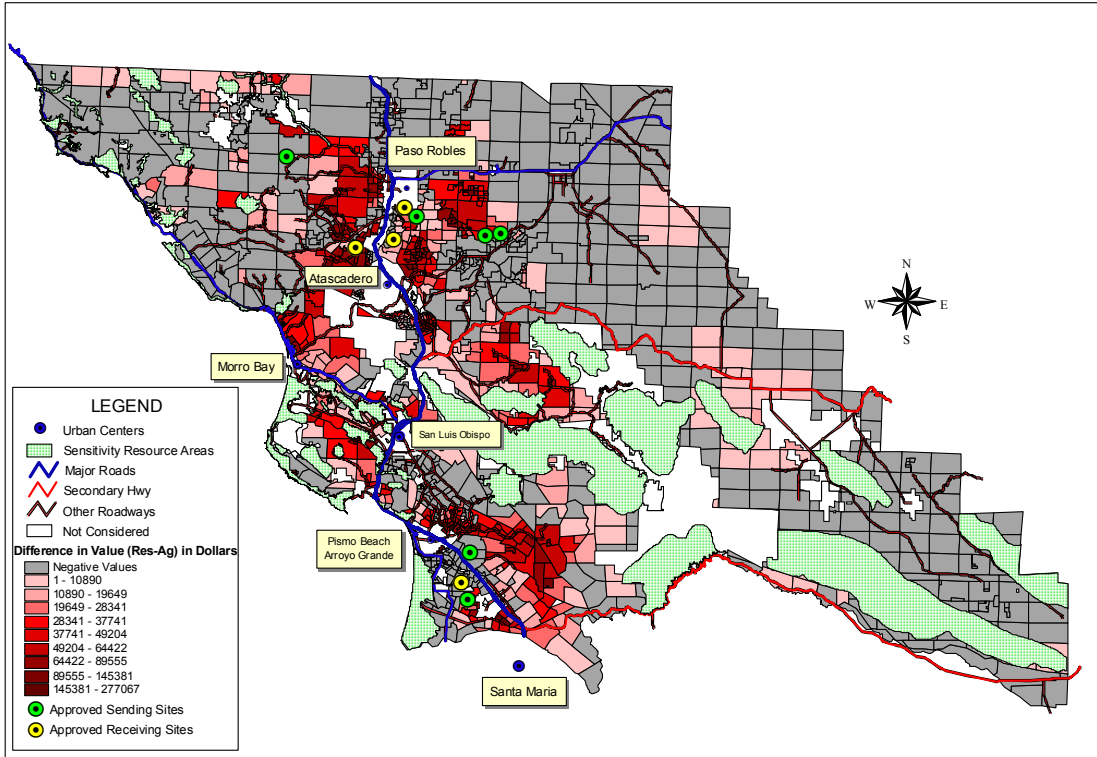 Paso Robles
N
W E
S
Atascadero
Morro Bay
San Luis Obispo
Pismo Beach
Arroyo Grande
Santa Maria
LEGEND
Urban Centers
Sensitivity Resource Areas
Major Roads
Secondary Hwy
Other Roadways
Not Considered
Difference in Value (Res-Ag) in Dollars
Negative Values
1 - 10890
10890 - 19649
19649 - 28341
28341 - 37741
37741 - 49204
49204 - 64422
64422 - 89555
89555 - 145381
145381 - 277067
Approved Sending Sites
Approved Receiving Sites